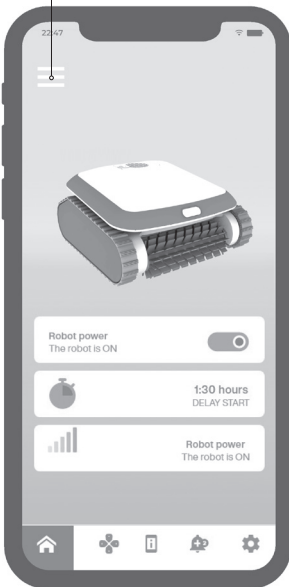 22:47
Robot power
The robot is ON
1:30 hours
DELAY START
Robot power
The robot is ON